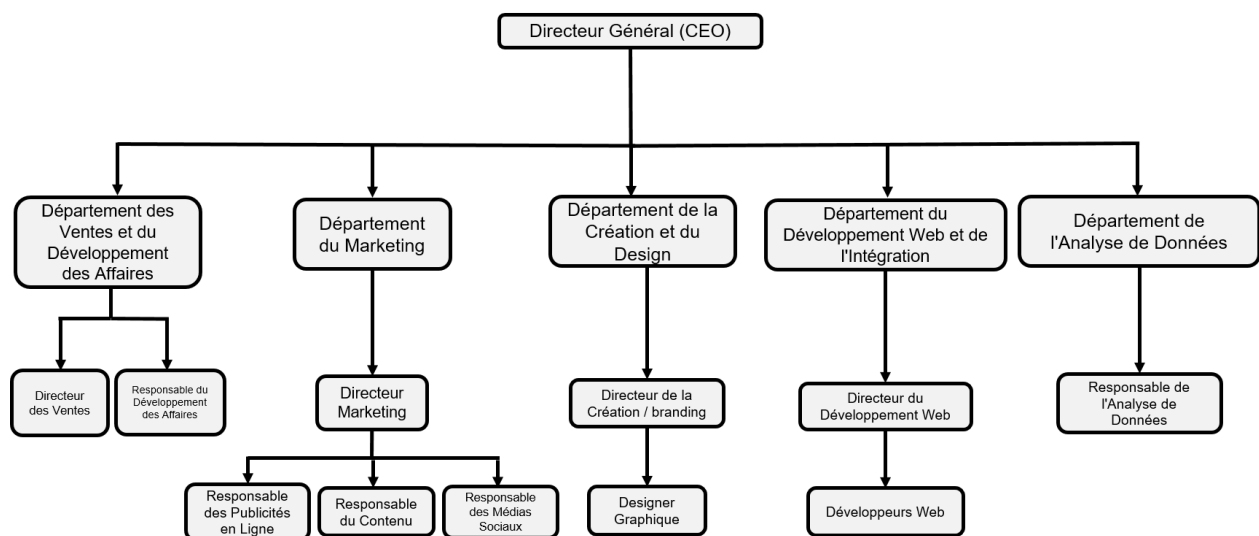 Directeur Général (CEO)
Département des
Ventes et du
Développement
des Affaires
Département
du Marketing
Département de la
Création et du
Design
Département du
Développement Web et de
l'Intégration
Département de
l'Analyse de Données
Directeur
des Ventes
Responsable du
Développement
des Affaires
Directeur
Marketing
Directeur de la
Création / branding
Directeur du
Développement Web
Responsable de
l'Analyse de
Données
Responsable
des Publicités
en Ligne
Responsable
du Contenu
Responsable
des Médias
Sociaux
Designer
Graphique
Développeurs Web